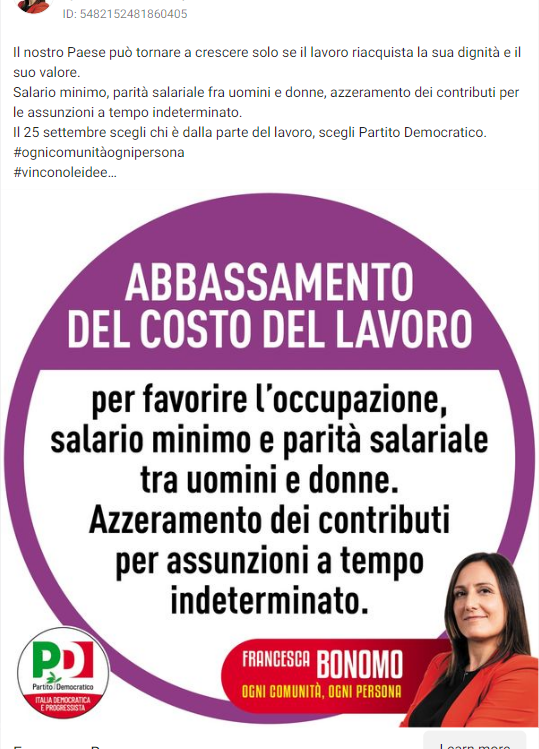 ID: 5482152481860405
Il nostro Paese può tornare a crescere solo se il lavoro riacquista la sua dignità e il
suo valore.
Salario minimo, parità salariale fra uomini e donne, azzeramento dei contributi per
le assunzioni a tempo indeterminato.
Il 25 settembre scegli chi è dalla parte del lavoro, scegli Partito Democratico.
#ognicomunitàognipersona
#vinconoleidee...
ABBASSAMENTO
DEL COSTO DEL LAVORO
per favorire l'occupazione,
salario minimo e parità salariale
tra uomini e donne.
Azzeramento dei contributi
per assunzioni a tempo
indeterminato.
PD
Partito Democratico
ITALIA DEMOCRATICA
E PROGRESSISTA
FRANCESCA BONOMO
OGNI COMUNITÀ, OGNI PERSONA
Learn more